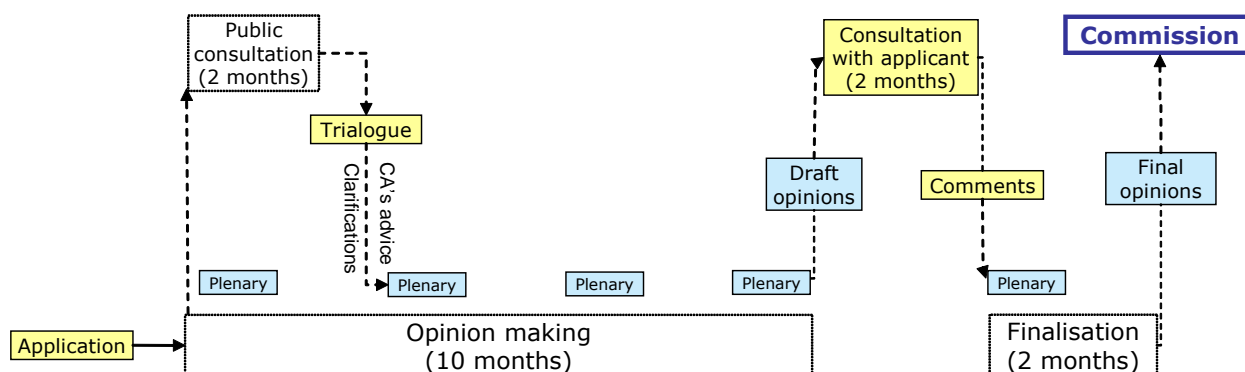 Public
consultation
(2 months)
Consultation
with applicant
(2 months)
Commission
Trialogue
CA's advice
Clarifications
Draft
opinions
Comments
Final
opinions
Plenary
Plenary
Plenary
Plenary
Plenary
Application
Opinion making
(10 months)
Finalisation
(2 months)